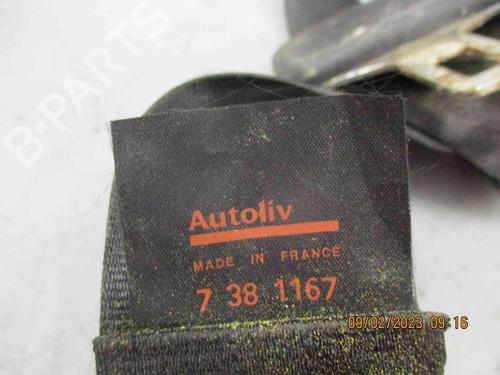 B-PARTS
Autoliv
MADE IN FRANCE
7 38 1167
09/02/2023 09:16